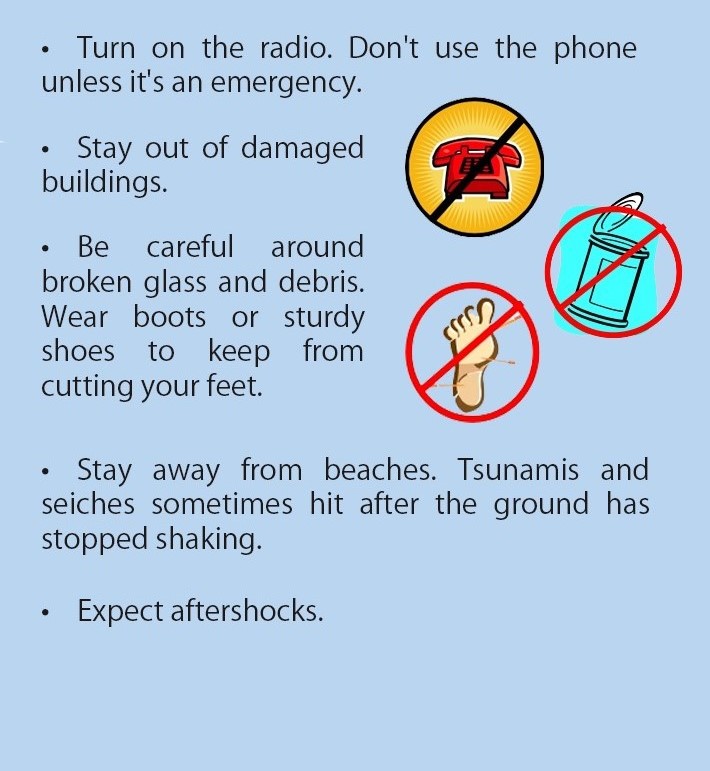 • Turn on the radio. Don't use the phone
unless it's an emergency.
• Stay out of damaged
buildings.
• Be careful around
broken glass and debris.
Wear boots or sturdy
shoes to keep from
cutting your feet.
• Stay away from beaches. Tsunamis and
seiches sometimes hit after the ground has
stopped shaking.
• Expect aftershocks.